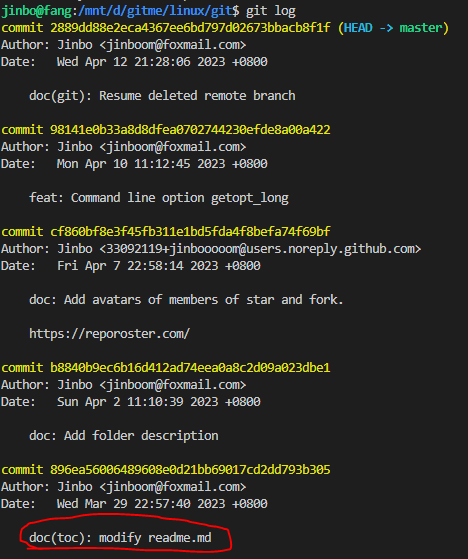 jinbo@fang:/mnt/d/gitme/linux/git$ git log
commit 2889dd88e2eca4367ee6bd797d02673bbacb8f1f (HEAD -> master)
Author: Jinbo <jinboom@foxmail.com>
Date:   Wed Apr 12 21:28:06 2023 +0800
doc(git): Resume deleted remote branch
commit 98141e0b33a8d8dfea0702744230efde8a00a422
Author: Jinbo <jinboom@foxmail.com>
Date:   Mon Apr 10 11:12:45 2023 +0800
feat: Command line option getopt_long
commit cf860bf8e3f45fb311e1bd5fda4f8befa74f69bf
Author: Jinbo <33092119+jinbooooom@users.noreply.github.com>
Date:   Fri Apr 7 22:58:14 2023 +0800
doc: Add avatars of members of star and fork.
https://reporoster.com/
commit b8840b9ec6b16d412ad74eea0a8c2d09a023dbe1
Author: Jinbo <jinboom@foxmail.com>
Date:   Sun Apr 2 11:10:39 2023 +0800
doc: Add folder description
commit 896ea56006489608e0d21bb69017cd2dd793b305
Author: Jinbo <jinboom@foxmail.com>
Date:   Wed Mar 29 22:57:40 2023 +0800
doc(toc): modify readme.md